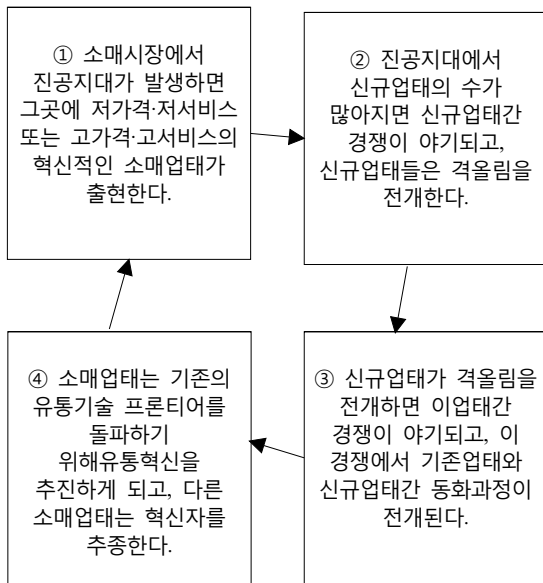 ① 소매시장에서
진공지대가 발생하면
그곳에 저가격·저서비스
또는 고가격·고서비스의
혁신적인 소매업태가
출현한다.
② 진공지대에서
신규업태의 수가
많아지면 신규업태간
경쟁이 야기되고,
신규업태들은 격올림을
전개한다.
③ 신규업태가 격올림을
전개하면 이업태간
경쟁이 야기되고, 이
경쟁에서 기존업태와
신규업태간 동화과정이
전개된다.
④ 소매업태는 기존의
유통기술 프론티어를
돌파하기
위해유통혁신을
추진하게 되고, 다른
소매업태는 혁신자를
추종한다.